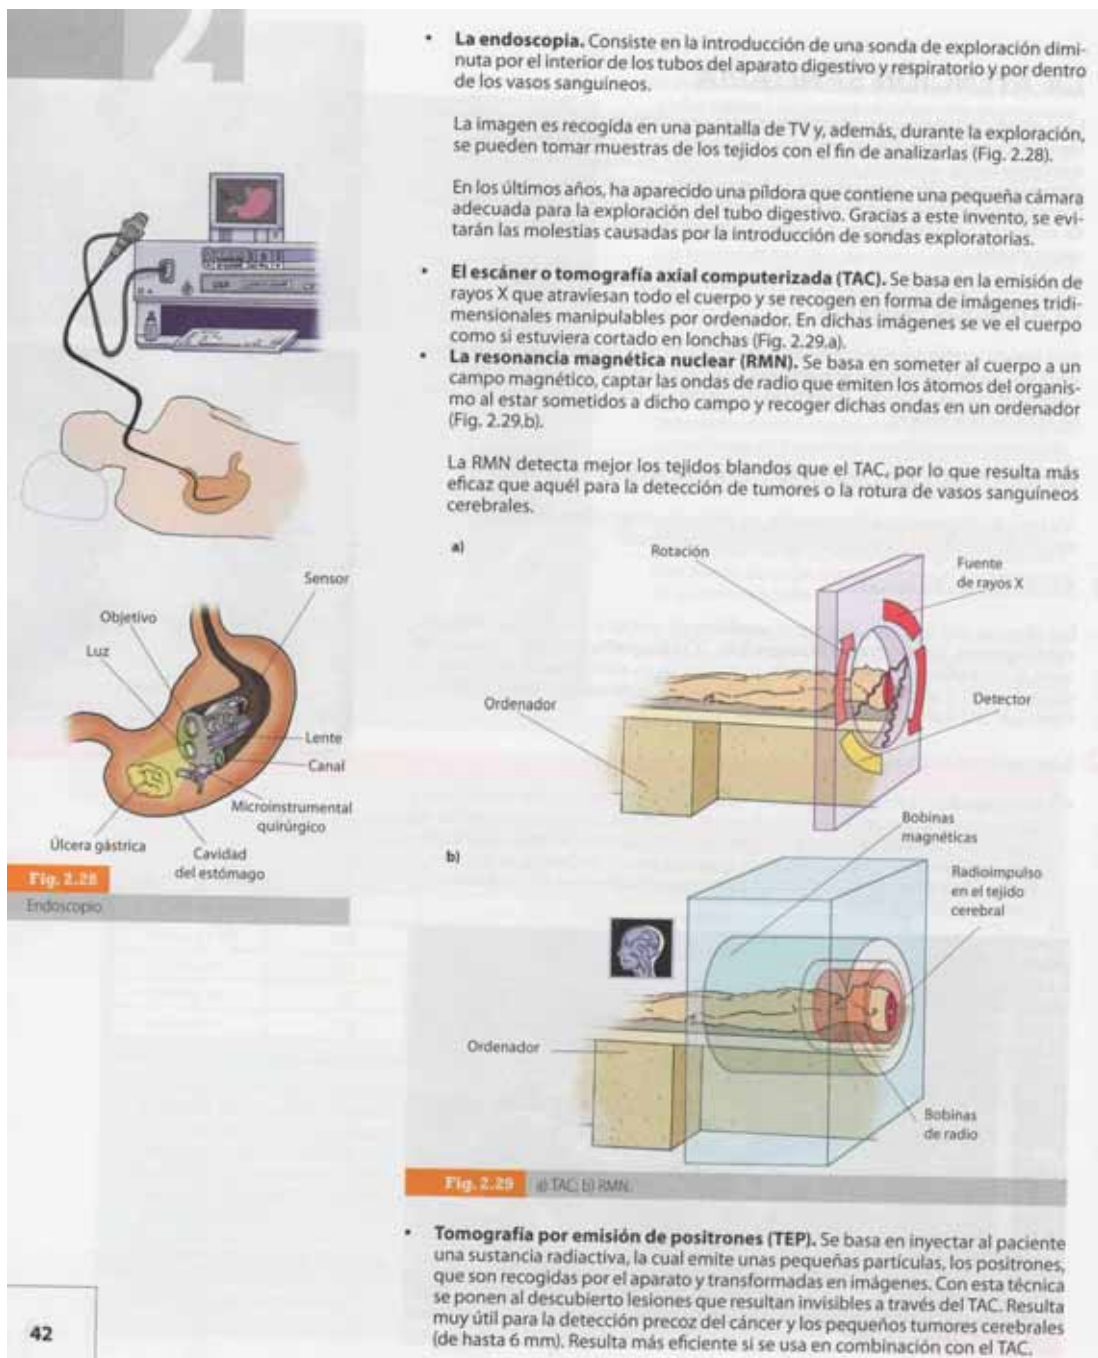 2
• La endoscopia. Consiste en la introducción de una sonda de exploración dimi-
nuta por el interior de los tubos del aparato digestivo y respiratorio y por dentro
de los vasos sanguíneos.
La imagen es recogida en una pantalla de TV y, además, durante la exploración,
se pueden tomar muestras de los tejidos con el fin de analizarlas (Fig. 2.28).
En los últimos años, ha aparecido una píldora que contiene una pequeña cámara
adecuada para la exploración del tubo digestivo. Gracias a este invento, se evi-
tarán las molestias causadas por la introducción de sondas exploratorias.
• El escáner o tomografía axial computerizada (TAC). Se basa en la emisión de
rayos X que atraviesan todo el cuerpo y se recogen en forma de imágenes tridi-
mensionales manipulables por ordenador. En dichas imágenes se ve el cuerpo
como si estuviera cortado en lonchas (Fig. 2.29.a).
• La resonancia magnética nuclear (RMN). Se basa en someter al cuerpo a un
campo magnético, captar las ondas de radio que emiten los átomos del organis-
mo al estar sometidos a dicho campo y recoger dichas ondas en un ordenador
(Fig. 2.29.b).
La RMN detecta mejor los tejidos blandos que el TAC, por lo que resulta más
eficaz que aquél para la detección de tumores o la rotura de vasos sanguíneos
cerebrales.
Sensor
Objetivo
Luz
Lente
Canal
Microinstrumental
quirúrgico
Úlcera gástrica
Cavidad
del estómago
Fig. 2.28
Endoscopio.
a)
Rotación
Fuente
de rayos X
Ordenador
Detector
b)
Bobinas
magnéticas
Radioimpulso
en el tejido
cerebral
Ordenador
Bobinas
de radio
Fig. 2.29
a) TAC; b) RMN.
• Tomografía por emisión de positrones (TEP). Se basa en inyectar al paciente
una sustancia radiactiva, la cual emite unas pequeñas partículas, los positrones,
que son recogidas por el aparato y transformadas en imágenes. Con esta técnica
se ponen al descubierto lesiones que resultan invisibles a través del TAC. Resulta
muy útil para la detección precoz del cáncer y los pequeños tumores cerebrales
(de hasta 6 mm). Resulta más eficiente si se usa en combinación con el TAC.
42